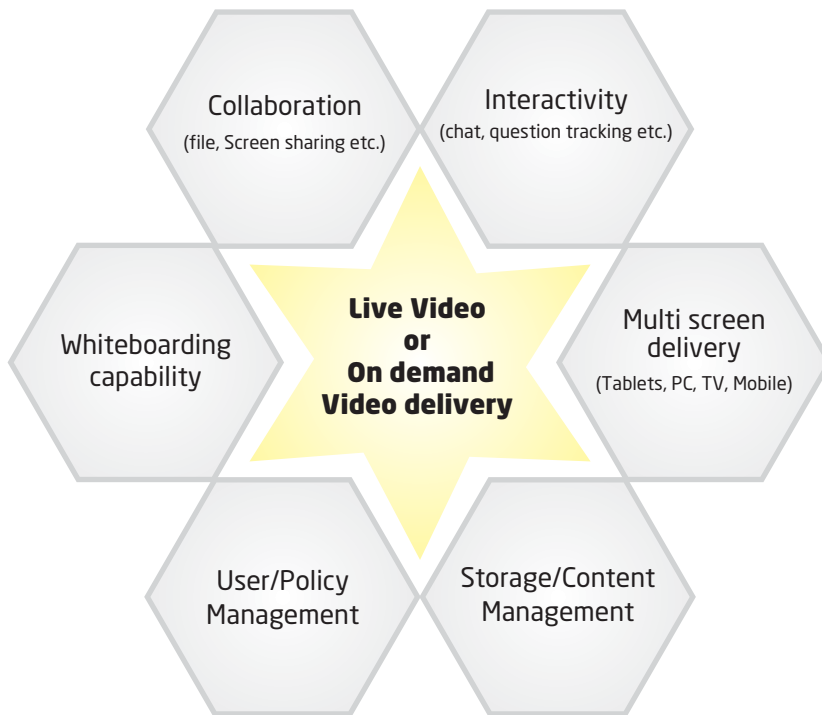 Collaboration
(file, Screen sharing etc.)
Interactivity
(chat, question tracking etc.)
Whiteboarding
capability
Live Video
or
On demand
Video delivery
Multi screen
delivery
(Tablets, PC, TV, Mobile)
User/Policy
Management
Storage/Content
Management